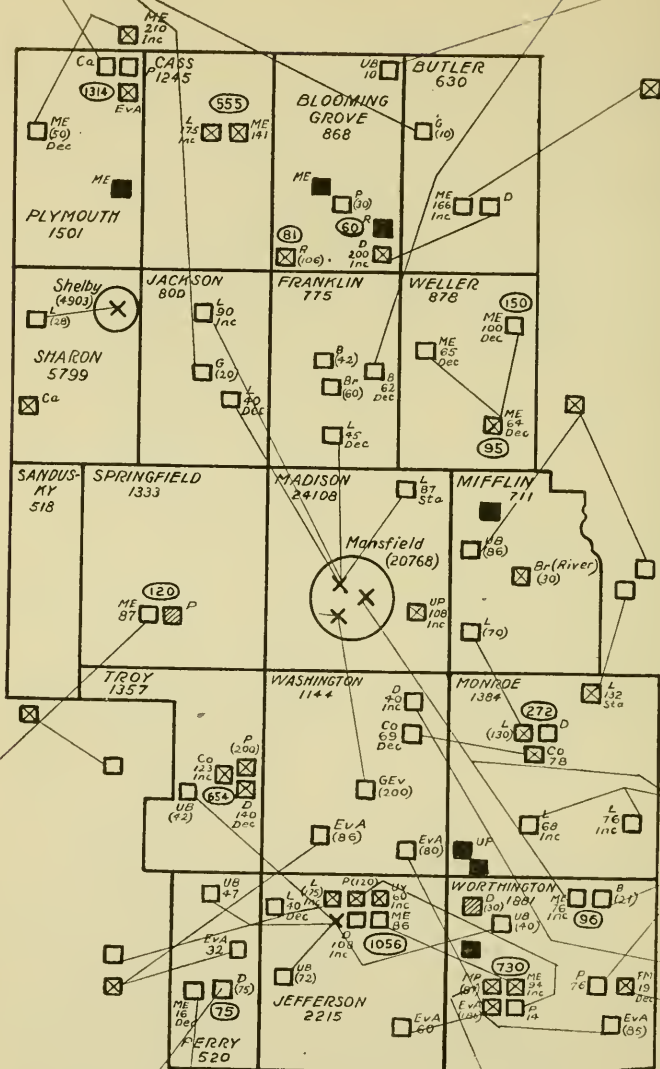 ME
210
Inc
Ca
P
1314
EvA
ME
(50)
Dec
ME
PLYMOUTH
1501
CASS
1245
555
L
175
Inc
ME
141
UB
10
BLOOMING
GROVE
868
ME
P
(30)
81
60
R
R
(106)
D
200
Inc
BUTLER
630
G
(10)
ME
166
Inc
D
Shelby
(4903)
L
(28)
SHARON
5799
Ca
JACKSON
800
L
90
Inc
G
(20)
L
40
Dec
FRANKLIN
775
B
(42)
Br
(60)
B
62
Dec
L
45
Dec
WELLER
878
150
ME
100
Dec
ME
65
Dec
ME
64
Dec
95
SANDUS-
KY
518
SPRINGFIELD
1333
120
ME
87
P
MADISON
24108
L
87
Sta
Mansfield
(20768)
UP
108
Inc
MIFFLIN
711
UB
(86)
Br(River)
(30)
L
(70)
TROY
1357
P
(200)
Co
123
Inc
654
UB
(42)
D
140
Dec
WASHINGTON
1144
D
40
Inc
Co
69
Dec
GEv
(200)
EvA
(86)
EvA
(80)
MONROE
1384
L
132
Sta
272
L
(130)
D
Co
78
L
68
Inc
L
76
Inc
UP
UB
47
EvA
32
ME
16
Dec
D
(75)
75
PERRY
520
L
40
Dec
L
(75)
Inc
P(120)
UP
60
Inc
D
108
Inc
ME
86
1056
UB
(72)
JEFFERSON
2215
EvA
60
WORTHINGTON
1881
D
(30)
UB
(40)
ME
Inc
B
(21)
96
730
MP
ME
94
Inc
EvA
P
14
P
76
FM
19
Dec
EvA
(85)